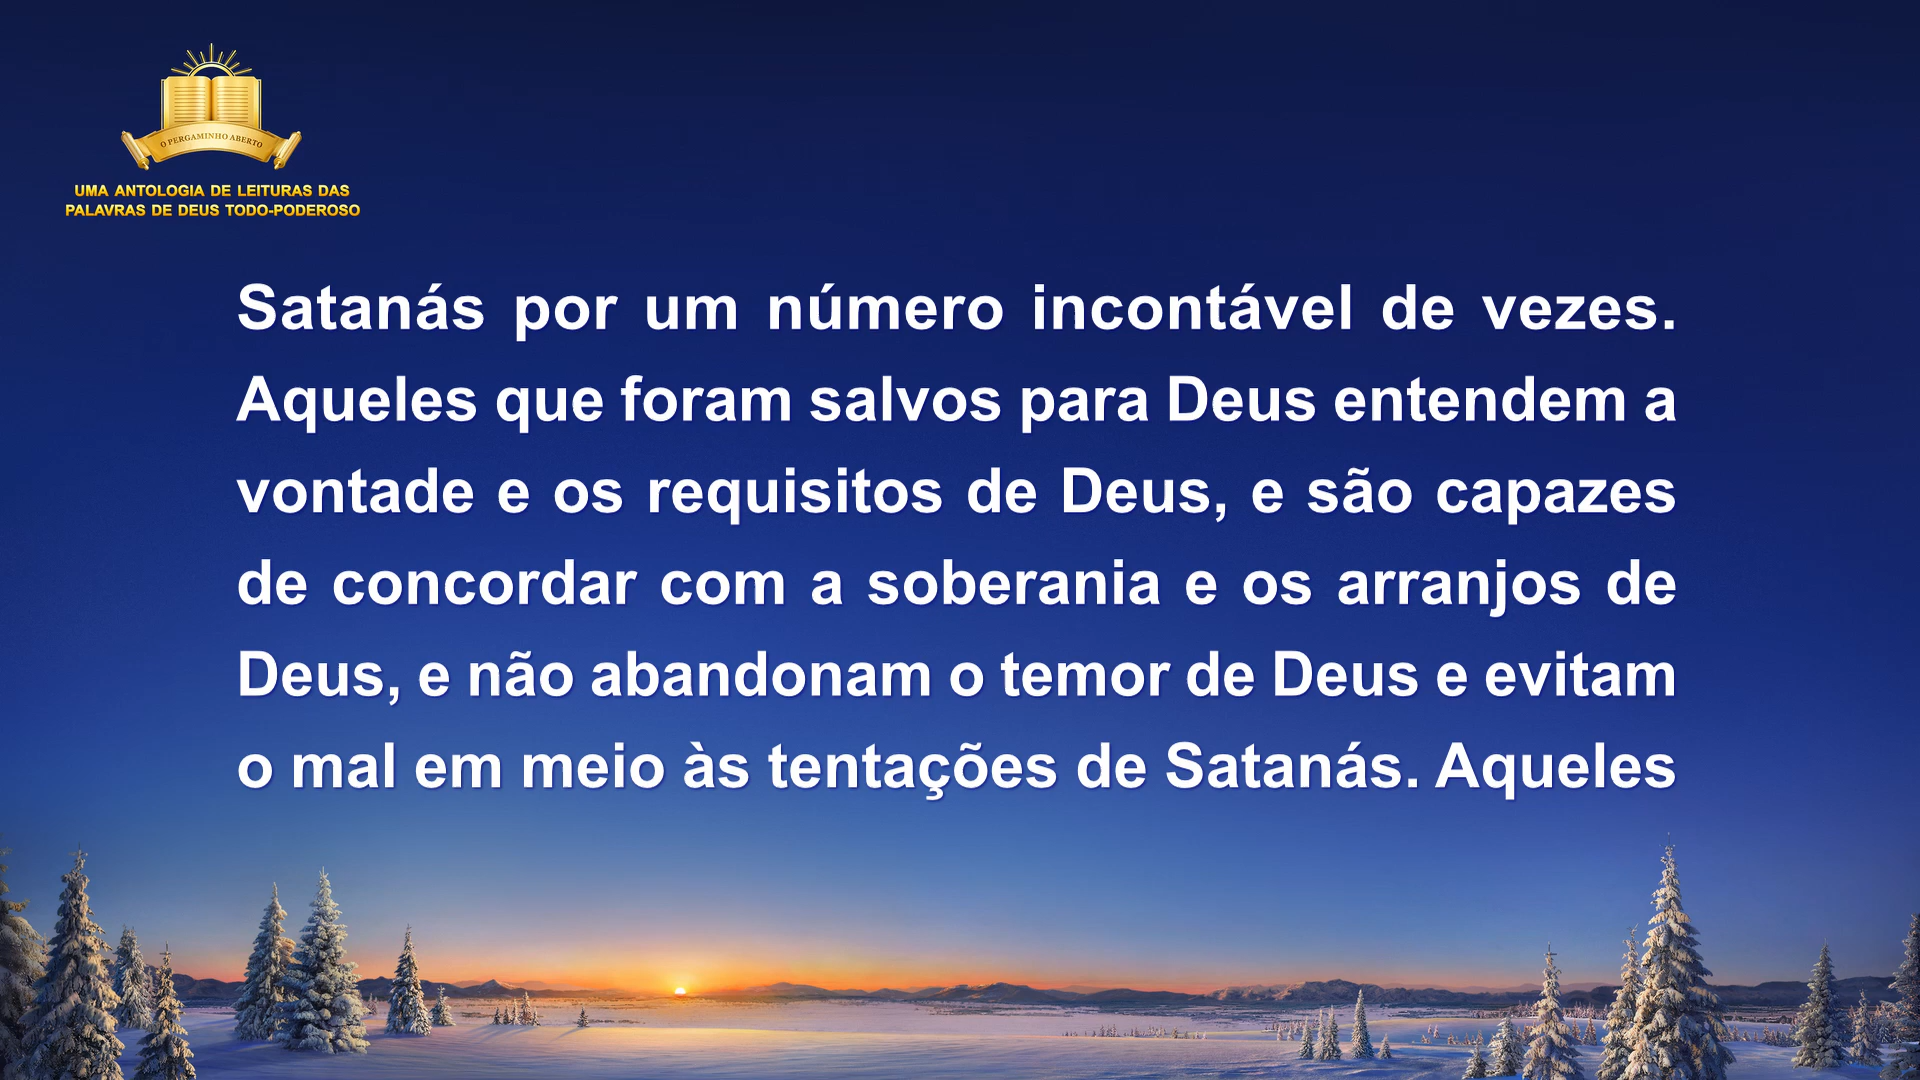 O PERGAMINHO ABERTO
UMA ANTOLOGIA DE LEITURAS DAS
PALAVRAS DE DEUS TODO-PODEROSO
Satanás por um número incontável de vezes.
Aqueles que foram salvos para Deus entendem a
vontade e os requisitos de Deus, e são capazes
de concordar com a soberania e os arranjos de
Deus, e não abandonam o temor de Deus e evitam
o mal em meio às tentações de Satanás. Aqueles